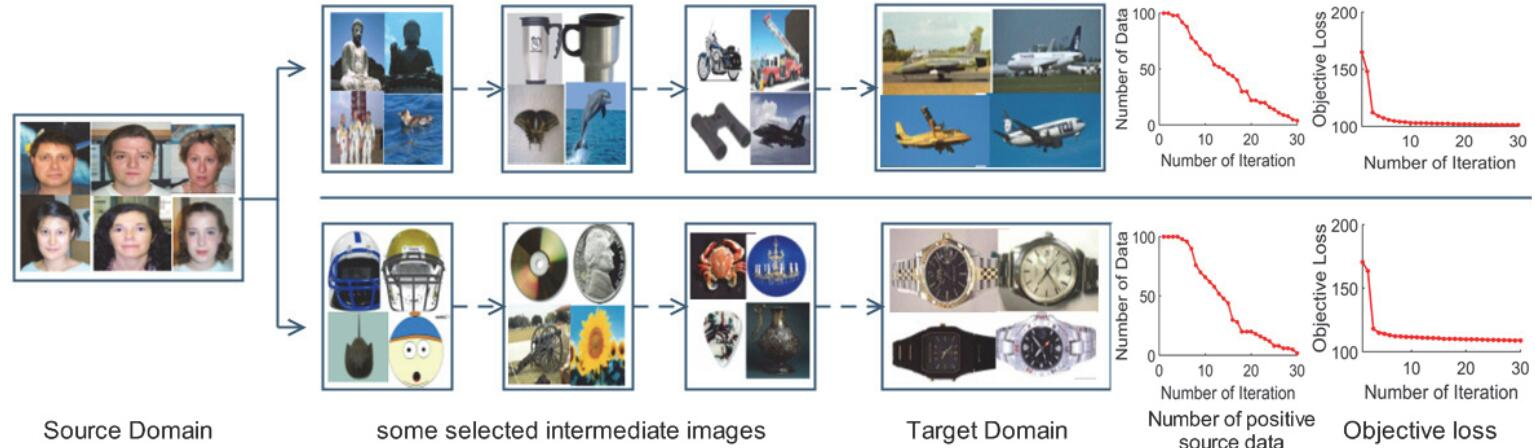 Number of Data
100
50
0
0
10
20
30
Number of Iteration
Objective Loss
200
150
100
10
20
30
Number of Iteration
Number of Data
100
50
0
0
10
20
30
Number of Iteration
Objective Loss
200
150
100
10
20
30
Number of Iteration
Source Domain
some selected intermediate images
Target Domain
Number of positive
source data
Objective loss